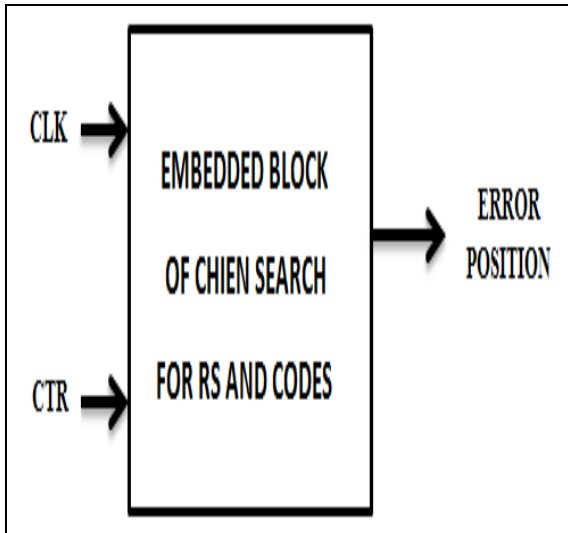 CLK
EMBEDDED BLOCK
OF CHIEN SEARCH
FOR RS AND CODES
CTR
ERROR
POSITION